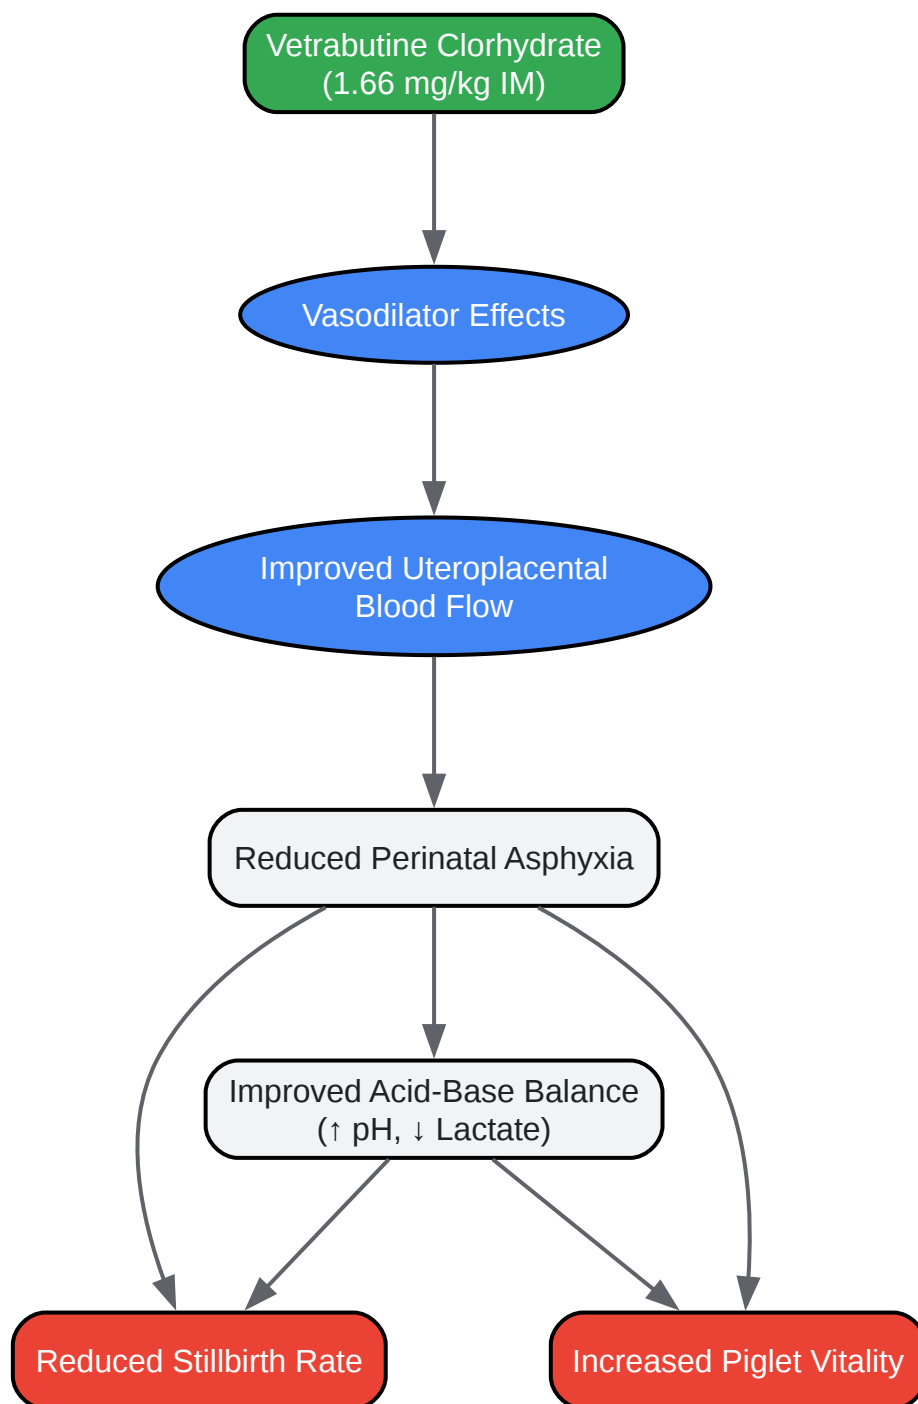 Vetrabutine Clorhydrate
(1.66 mg/kg IM)
Vasodilator Effects
Improved Uteroplacental
Blood Flow
Reduced Perinatal Asphyxia
Improved Acid-Base Balance
(↑ pH, ↓ Lactate)
Reduced Stillbirth Rate
Increased Piglet Vitality